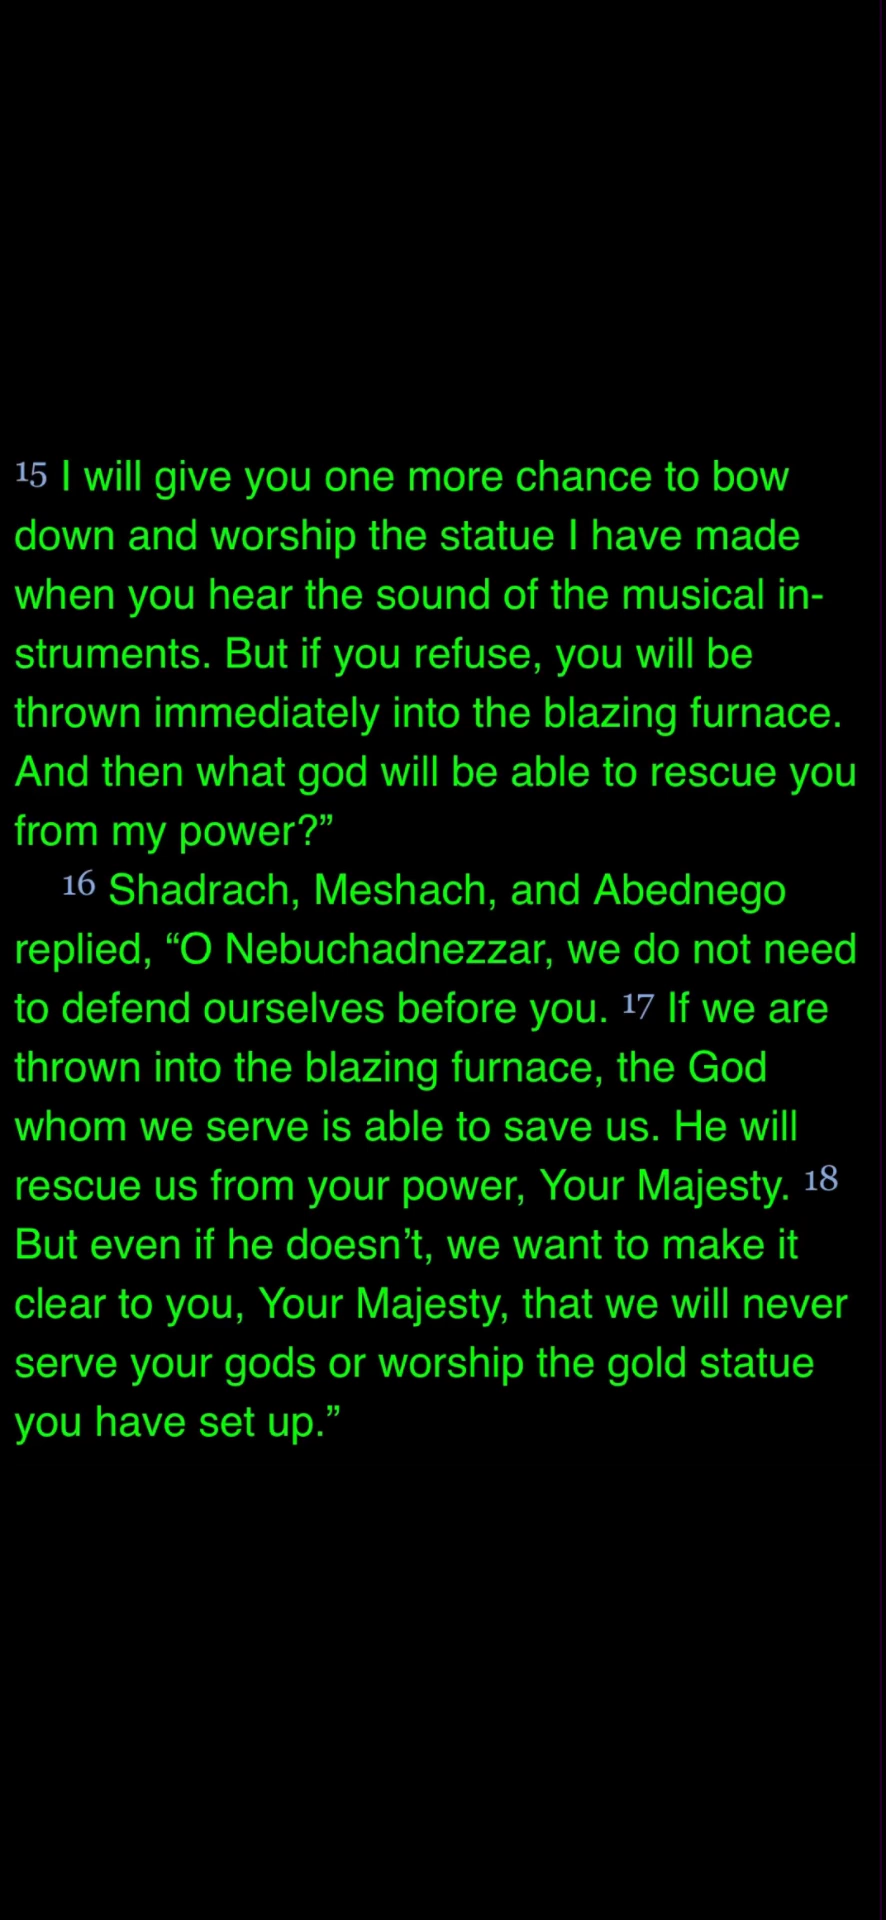 15 I will give you one more chance to bow
down and worship the statue I have made
when you hear the sound of the musical in-
struments. But if you refuse, you will be
thrown immediately into the blazing furnace.
And then what god will be able to rescue you
from my power?”
16 Shadrach, Meshach, and Abednego
replied, “O Nebuchadnezzar, we do not need
to defend ourselves before you. 17 If we are
thrown into the blazing furnace, the God
whom we serve is able to save us. He will
rescue us from your power, Your Majesty. 18
But even if he doesn’t, we want to make it
clear to you, Your Majesty, that we will never
serve your gods or worship the gold statue
you have set up.”